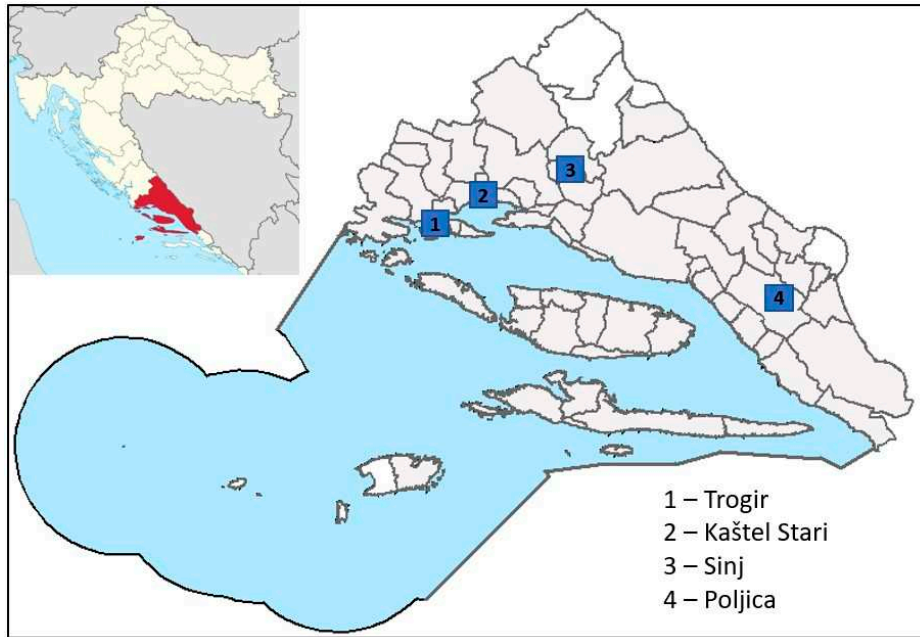 1
2
3
4
1 – Trogir
2 – Kaštel Stari
3 – Sinj
4 – Poljica